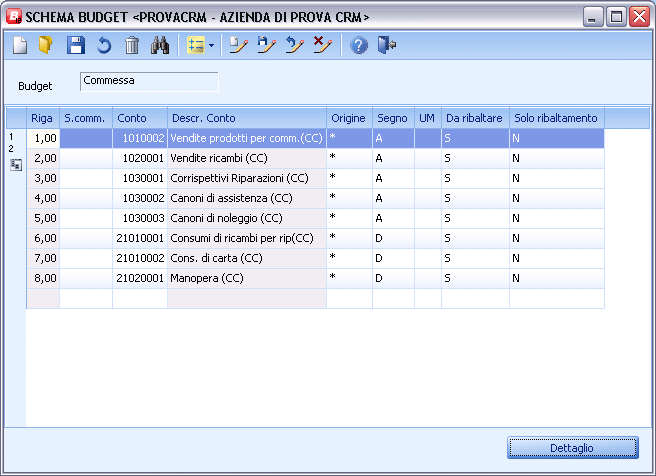 SCHEMA BUDGET <PROVACRM - AZIENDA DI PROVA CRM>
Budget Commessa
Riga S.comm. Conto Descr. Conto Origine Segno UM Da ribaltare Solo ribaltamento
1
2
1,00 1010002 Vendite prodotti per comm.(CC) * A S N
2,00 1020001 Vendite ricambi (CC) * A S N
3,00 1030001 Corrispettivi Riparazioni (CC) * A S N
4,00 1030002 Canoni di assistenza (CC) * A S N
5,00 1030003 Canoni di noleggio (CC) * A S N
6,00 21010001 Consumi di ricambi per rip(CC) * D S N
7,00 21010002 Cons. di carta (CC) * D S N
8,00 21020001 Manopera (CC) * D S N
Dettaglio